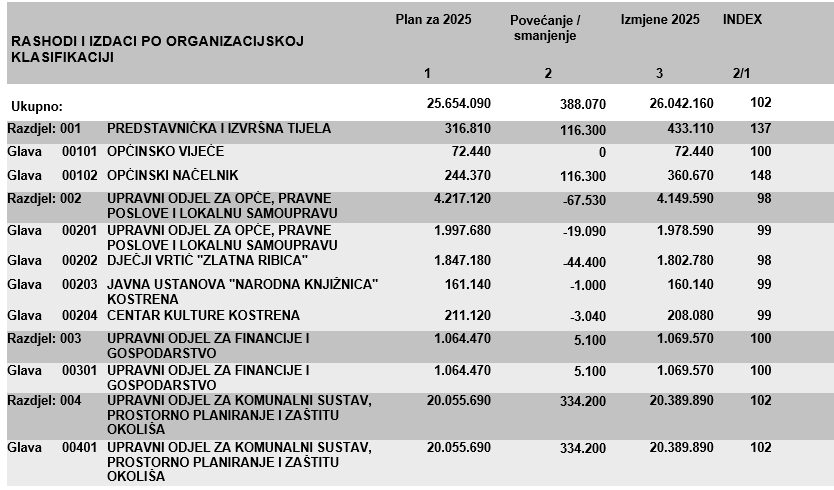 Plan za 2025 Povećanje / Izmjene 2025 INDEX
smanjenje
RASHODI I IZDACI PO ORGANIZACIJSKOJ
KLASIFIKACIJI
1 2 3 2/1
Ukupno: 25.654.090 388.070 26.042.160 102
Razdjel: 001 PREDSTAVNIČKA I IZVRŠNA TIJELA 316.810 116.300 433.110 137
Glava 00101 OPĆINSKO VIJEĆE 72.440 0 72.440 100
Glava 00102 OPĆINSKI NAČELNIK 244.370 116.300 360.670 148
Razdjel: 002 UPRAVNI ODJEL ZA OPĆE, PRAVNE 4.217.120 -67.530 4.149.590 98
POSLOVE I LOKALNU SAMOUPRAVU
Glava 00201 UPRAVNI ODJEL ZA OPĆE, PRAVNE 1.997.680 -19.090 1.978.590 99
POSLOVE I LOKALNU SAMOUPRAVU
Glava 00202 DJEČJI VRTIĆ "ZLATNA RIBICA" 1.847.180 -44.400 1.802.780 98
Glava 00203 JAVNA USTANOVA "NARODNA KNJIŽNICA" 161.140 -1.000 160.140 99
KOSTRENA
Glava 00204 CENTAR KULTURE KOSTRENA 211.120 -3.040 208.080 99
Razdjel: 003 UPRAVNI ODJEL ZA FINANCIJE I 1.064.470 5.100 1.069.570 100
GOSPODARSTVO
Glava 00301 UPRAVNI ODJEL ZA FINANCIJE I 1.064.470 5.100 1.069.570 100
GOSPODARSTVO
Razdjel: 004 UPRAVNI ODJEL ZA KOMUNALNI SUSTAV, 20.055.690 334.200 20.389.890 102
PROSTORNO PLANIRANJE I ZAŠTITU
OKOLIŠA
Glava 00401 UPRAVNI ODJEL ZA KOMUNALNI SUSTAV, 20.055.690 334.200 20.389.890 102
PROSTORNO PLANIRANJE I ZAŠTITU
OKOLIŠA